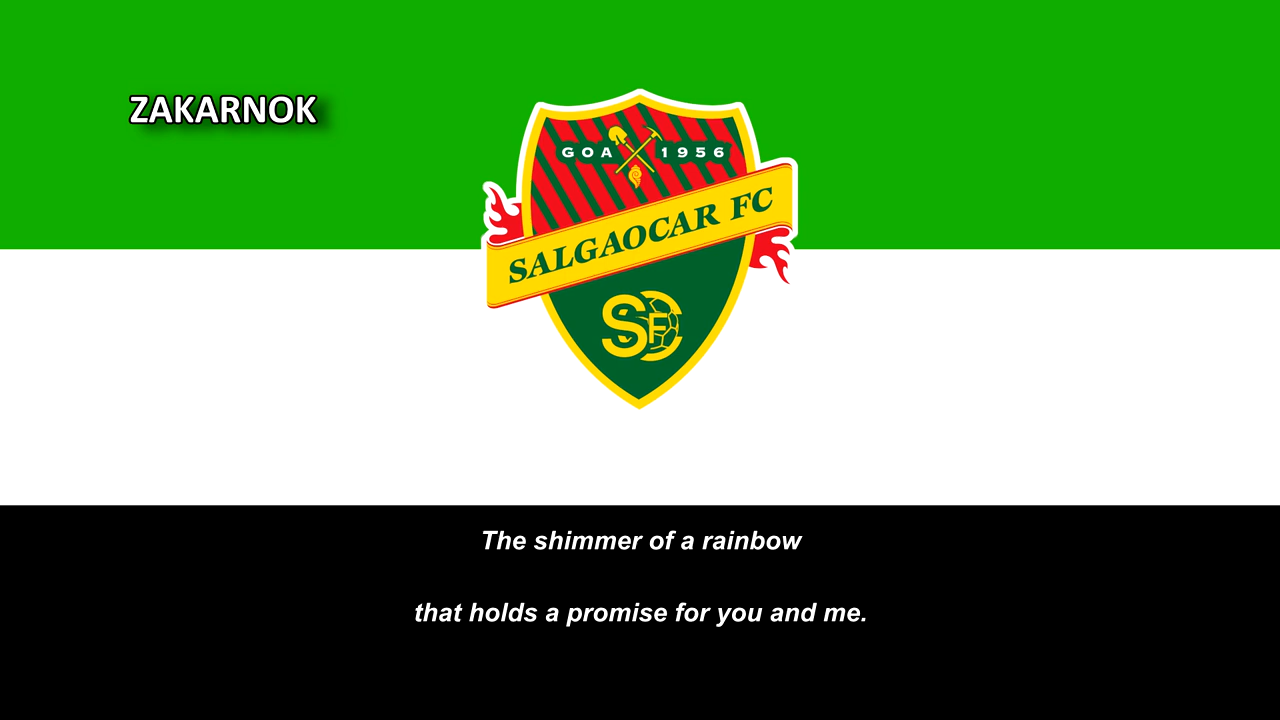 ZAKARNOK
GOA 1956
SALGAOCAR FC
SFC
The shimmer of a rainbow
that holds a promise for you and me.